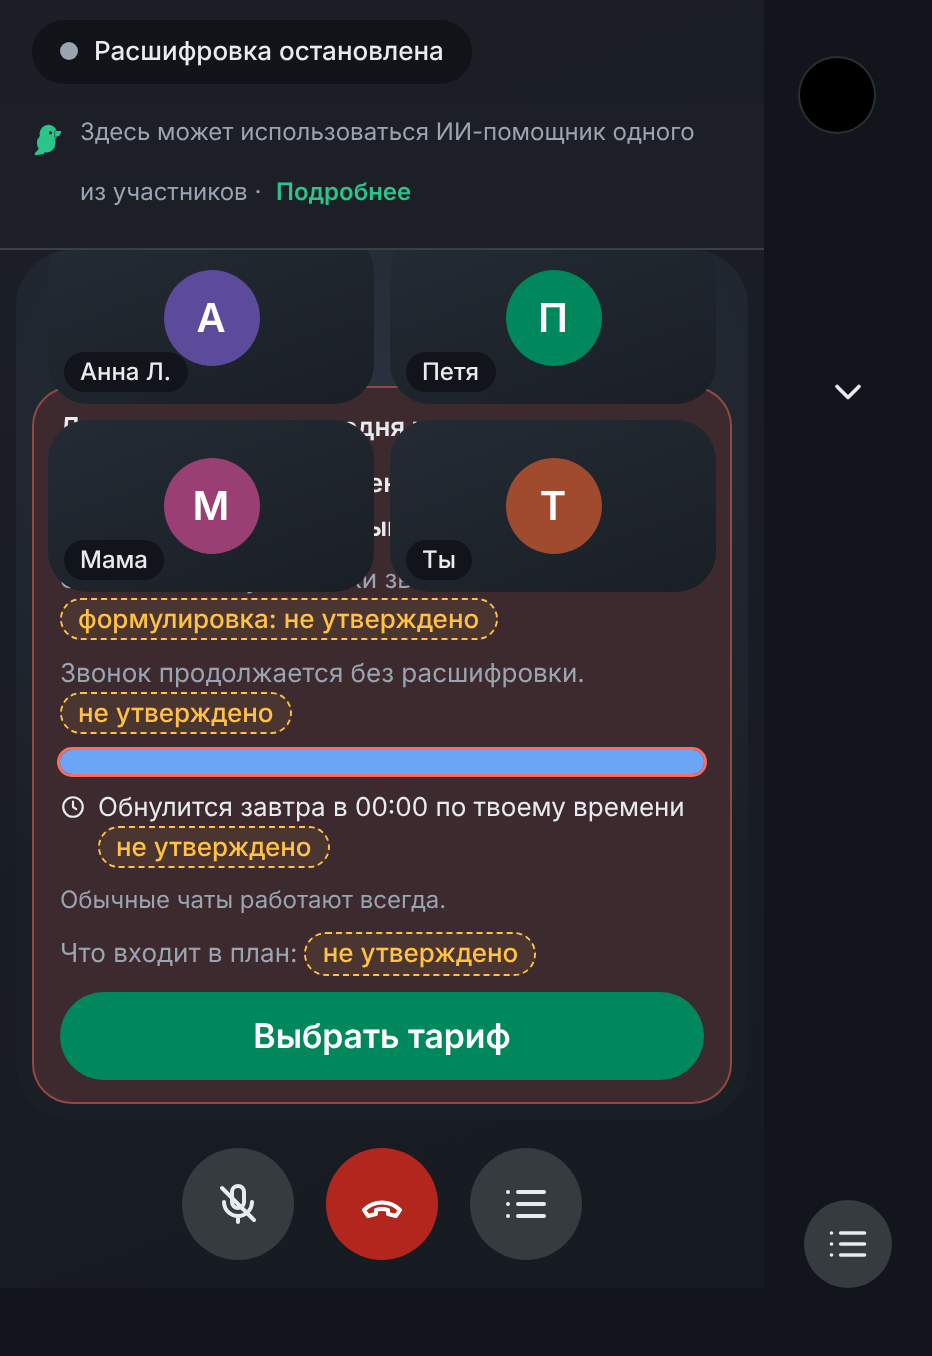 Расшифровка остановлена
Здесь может использоваться ИИ-помощник одного
из участников · Подробнее
А
П
Анна Л.
Петя
М
Т
Мама
Ты
формулировка: не утверждено
Звонок продолжается без расшифровки.
не утверждено
Обнулится завтра в 00:00 по твоему времени
не утверждено
Обычные чаты работают всегда.
Что входит в план: не утверждено
Выбрать тариф